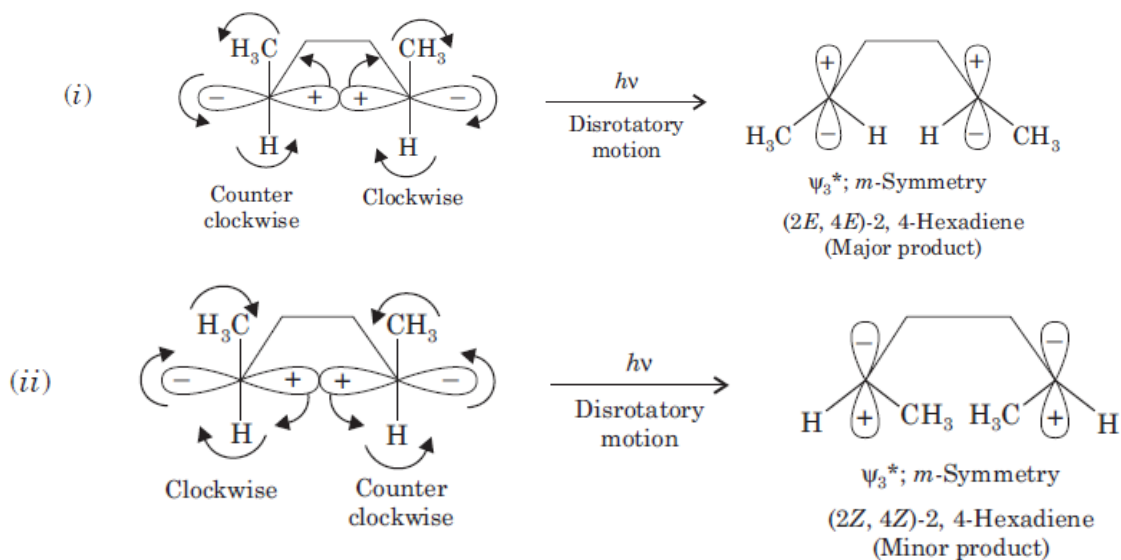 (i)
H₃C CH₃
− + + −
H H
Counter clockwise
Clockwise
hν
Disrotatory
motion
+ +
H₃C − H H − CH₃
ψ₃*; m-Symmetry
(2E, 4E)-2, 4-Hexadiene
(Major product)
(ii)
H₃C CH₃
− + + −
H H
Clockwise
Counter
clockwise
hν
Disrotatory
motion
− −
H + CH₃ H₃C + H
ψ₃*; m-Symmetry
(2Z, 4Z)-2, 4-Hexadiene
(Minor product)